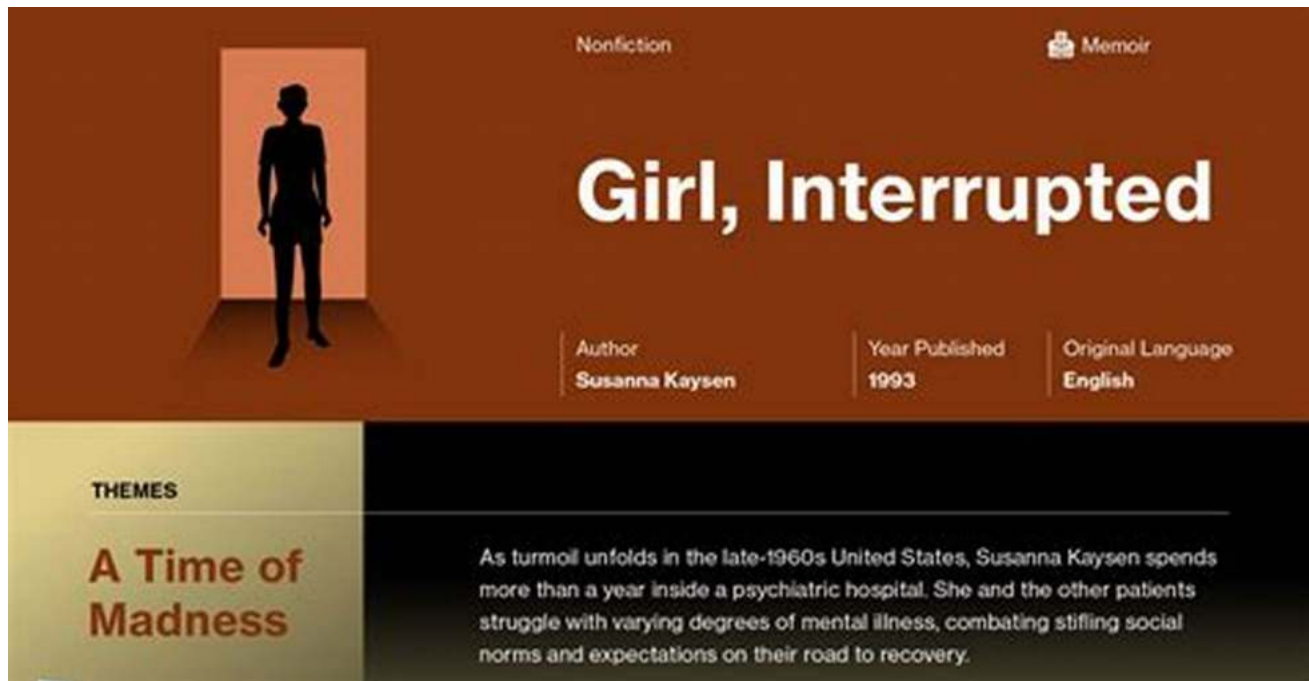 Nonfiction
Memoir
Girl, Interrupted
Author
Susanna Kaysen
Year Published
1993
Original Language
English
THEMES
A Time of
Madness
As turmoil unfolds in the late-1960s United States, Susanna Kaysen spends
more than a year inside a psychiatric hospital. She and the other patients
struggle with varying degrees of mental illness, combating stifling social
norms and expectations on their road to recovery.